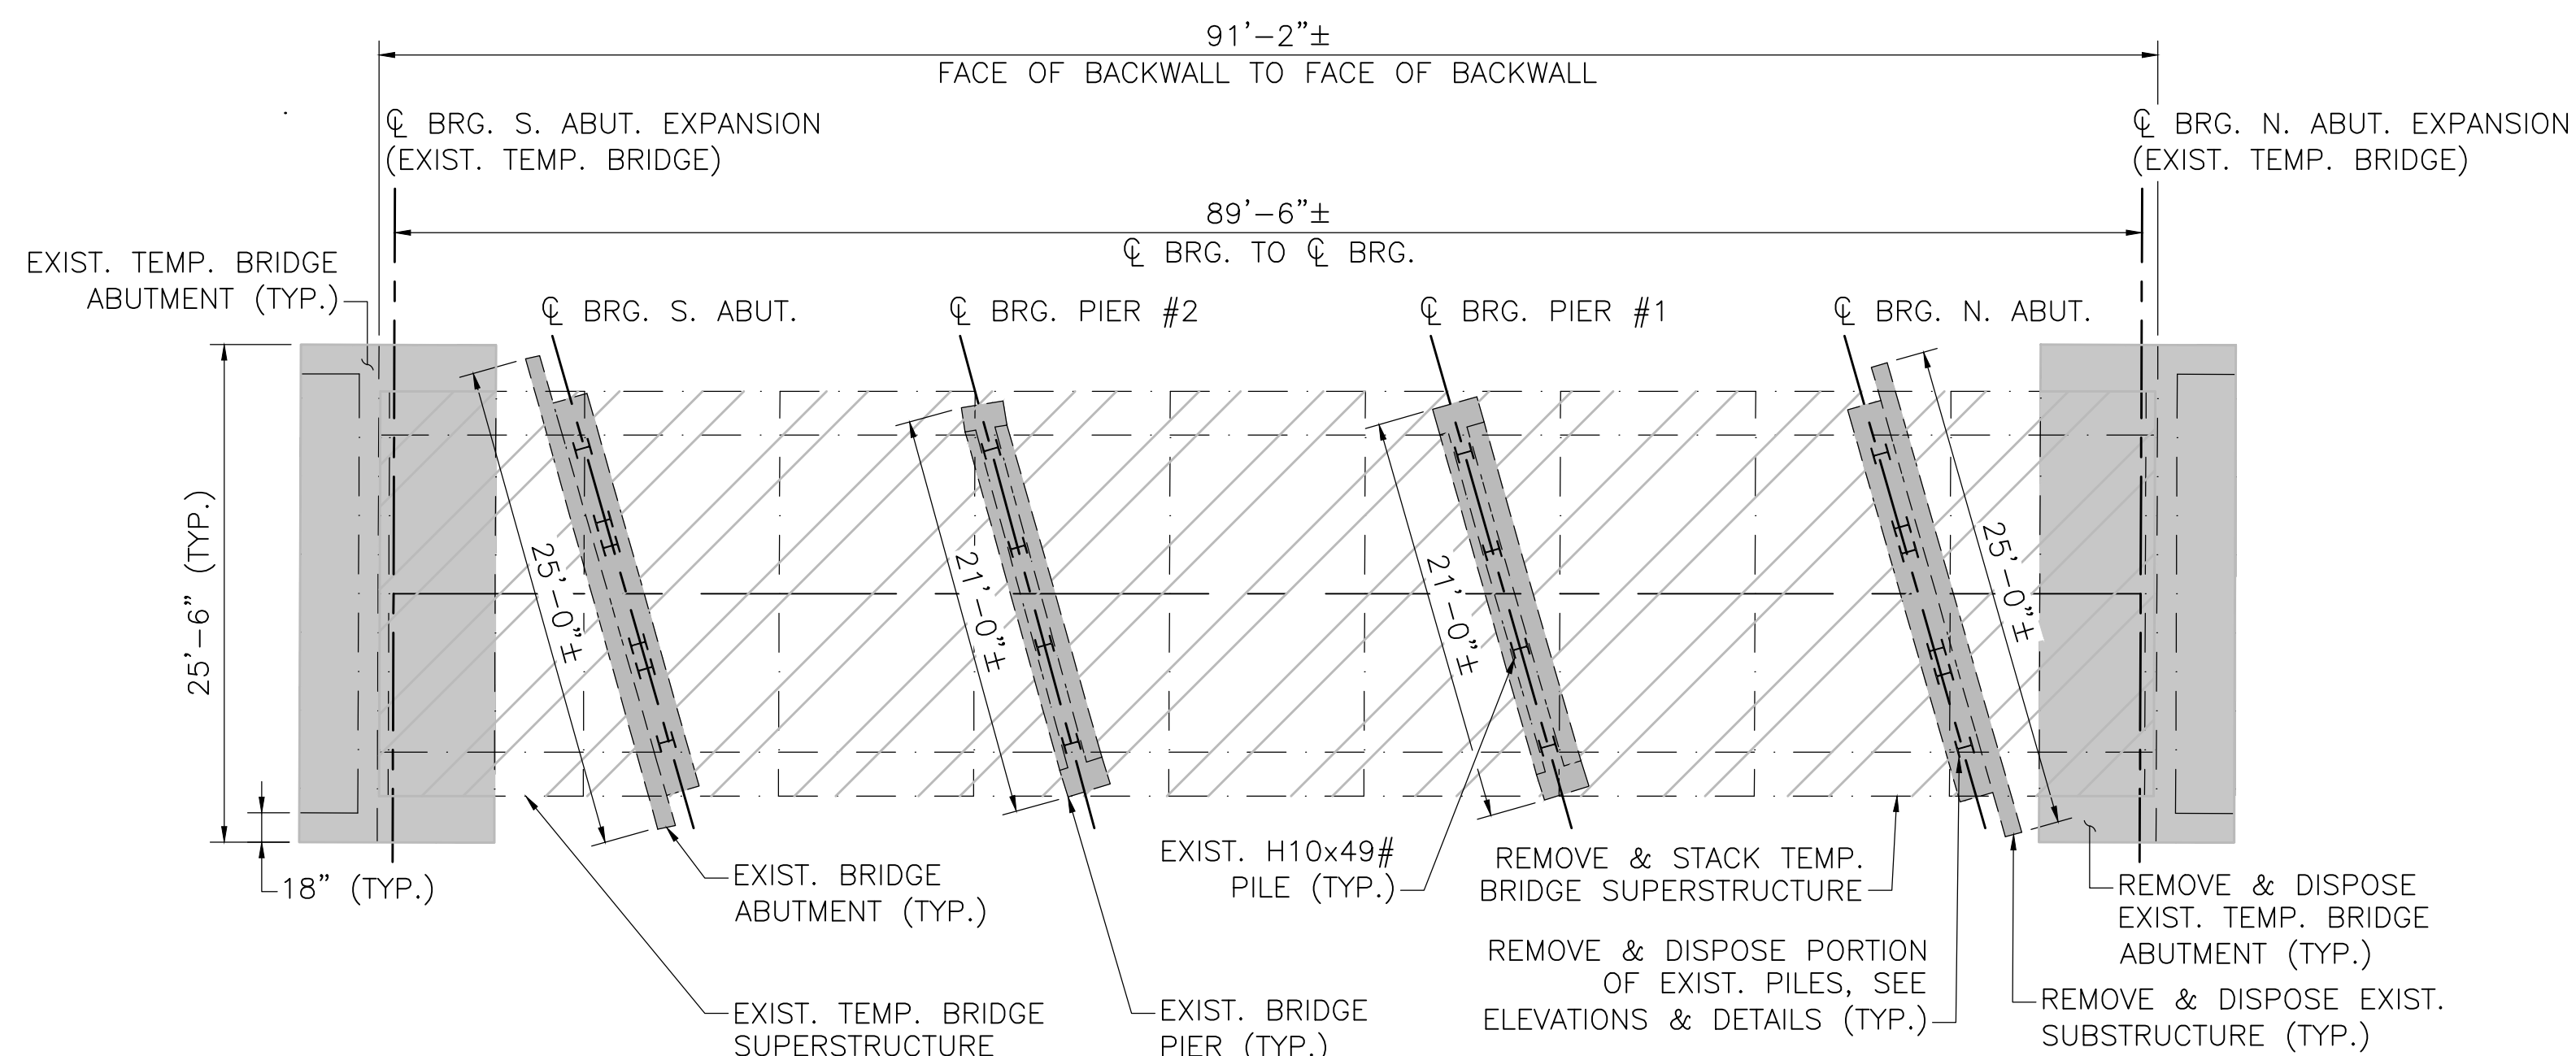 91'-2"±
FACE OF BACKWALL TO FACE OF BACKWALL
℄ BRG. S. ABUT. EXPANSION
(EXIST. TEMP. BRIDGE)
℄ BRG. N. ABUT. EXPANSION
(EXIST. TEMP. BRIDGE)
89'-6"±
℄ BRG. TO ℄ BRG.
EXIST. TEMP. BRIDGE
ABUTMENT (TYP.)
℄ BRG. S. ABUT.
℄ BRG. PIER #2
℄ BRG. PIER #1
℄ BRG. N. ABUT.
25'-6" (TYP.)
25'-0"±
21'-0"±
21'-0"±
25'-0"±
18" (TYP.)
EXIST. BRIDGE
ABUTMENT (TYP.)
EXIST. H10x49#
PILE (TYP.)
REMOVE & STACK TEMP.
BRIDGE SUPERSTRUCTURE
REMOVE & DISPOSE
EXIST. TEMP. BRIDGE
ABUTMENT (TYP.)
REMOVE & DISPOSE PORTION
OF EXIST. PILES, SEE
ELEVATIONS & DETAILS (TYP.)
EXIST. TEMP. BRIDGE
SUPERSTRUCTURE
EXIST. BRIDGE
PIER (TYP.)
REMOVE & DISPOSE EXIST.
SUBSTRUCTURE (TYP.)